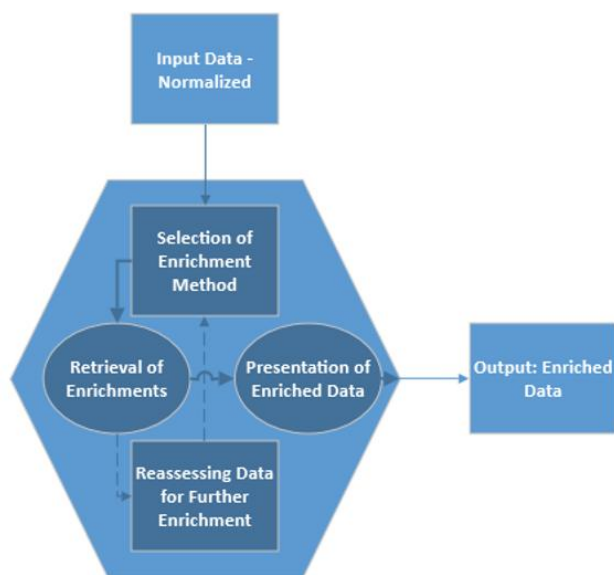 Input Data -
Normalized
Selection of
Enrichment
Method
Retrieval of
Enrichments
Presentation of
Enriched Data
Output: Enriched
Data
Reassessing Data
for Further
Enrichment